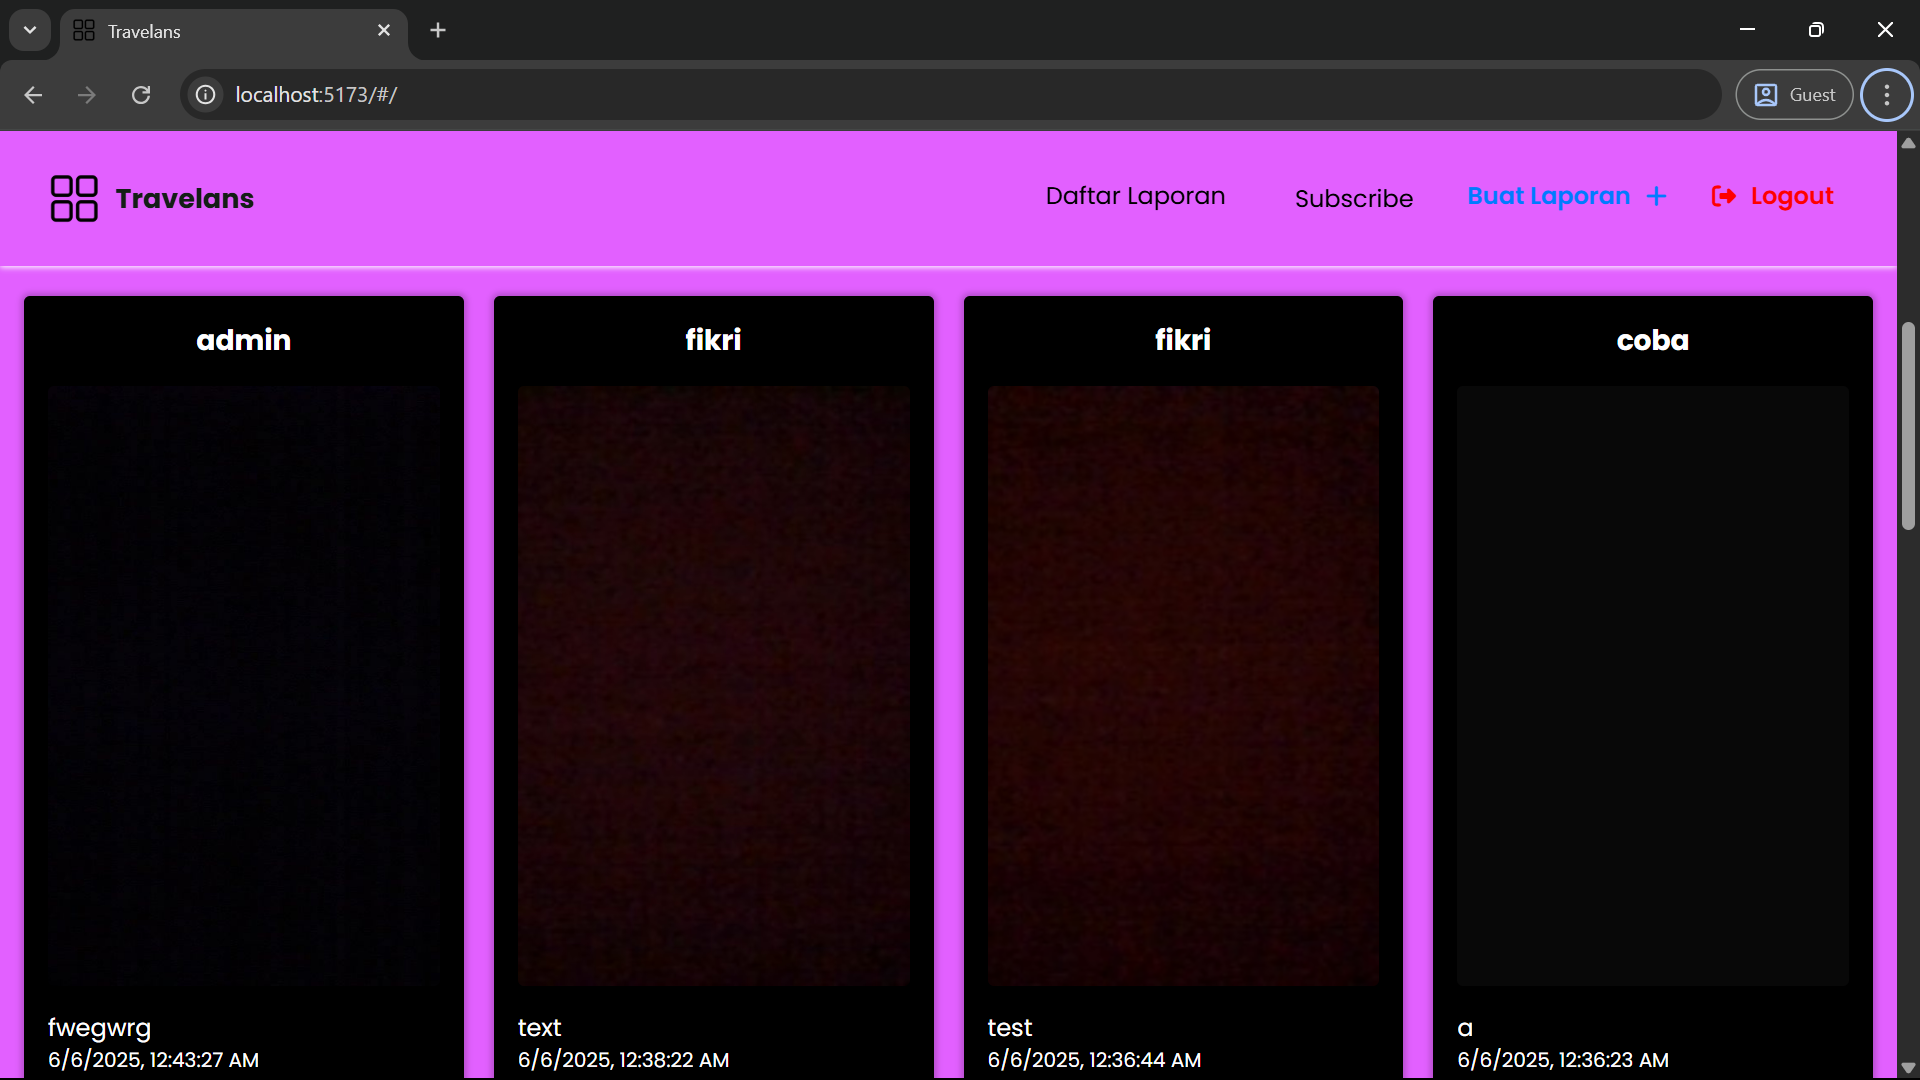 Travelans
localhost:5173/#/
Guest
Travelans
Daftar Laporan
Subscribe
Buat Laporan +
Logout
admin
fwegwrg
6/6/2025, 12:43:27 AM
fikri
text
6/6/2025, 12:38:22 AM
fikri
test
6/6/2025, 12:36:44 AM
coba
a
6/6/2025, 12:36:23 AM